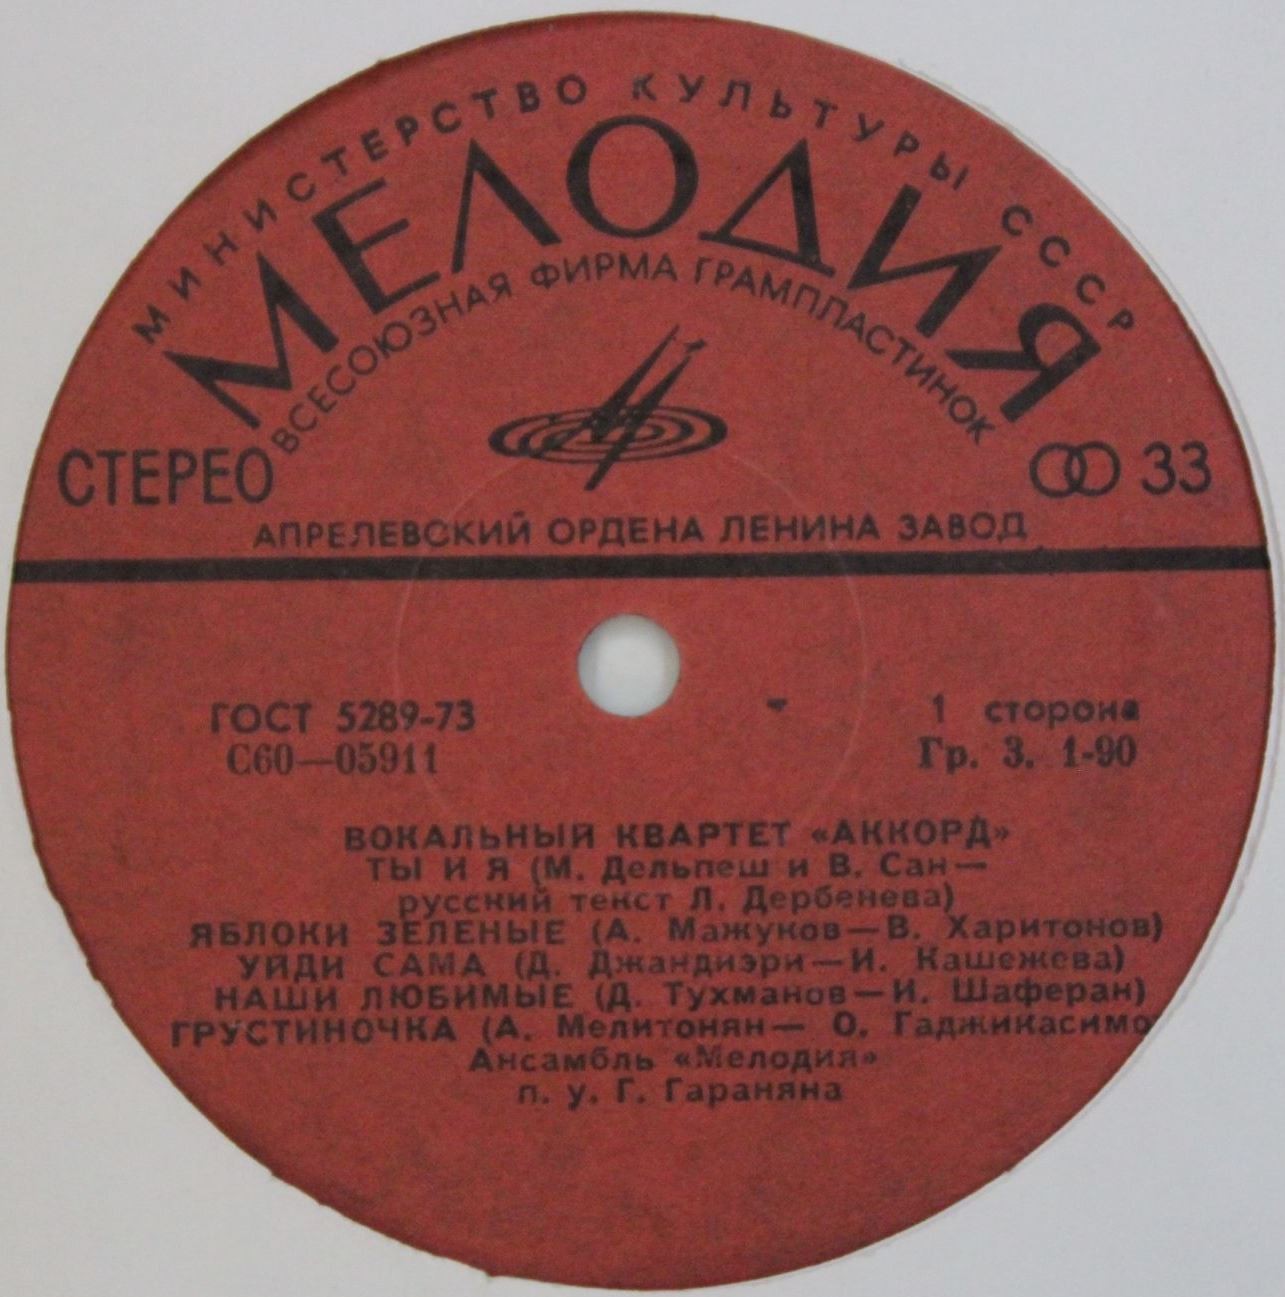 МИНИСТЕРСТВО КУЛЬТУРЫ СССР
МЕЛОДИЯ
ВСЕСОЮЗНАЯ ФИРМА ГРАМПЛАСТИНОК
СТЕРЕО
33
АПРЕЛЕВСКИЙ ОРДЕНА ЛЕНИНА ЗАВОД
ГОСТ 5289-73
1 сторона
С60—05911
Гр. 3. 1-90
ВОКАЛЬНЫЙ КВАРТЕТ «АККОРД»
ТЫ И Я (М. Дельпеш и В. Сан—
русский текст Л. Дербенева)
ЯБЛОКИ ЗЕЛЕНЫЕ (А. Мажуков—В. Харитонов)
УЙДИ САМА (Д. Джандиэри—И. Кашежева)
НАШИ ЛЮБИМЫЕ (Д. Тухманов—И. Шаферан)
ГРУСТИНОЧКА (А. Мелитонян— О. Гаджикасимо
Ансамбль «Мелодия»
п. у. Г. Гараняна